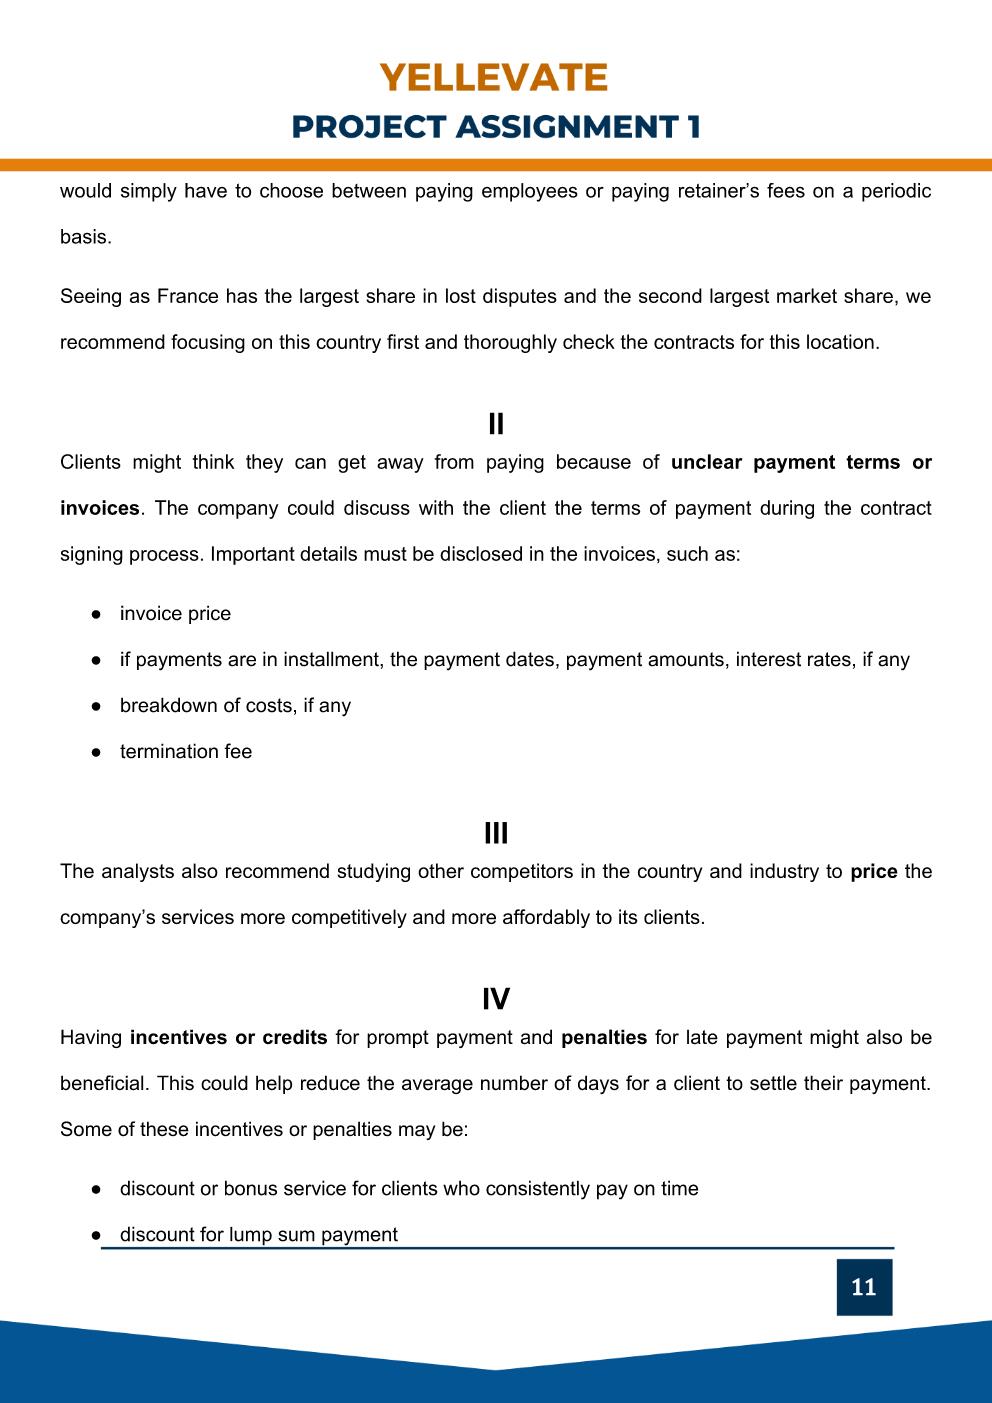 YELLEVATE
PROJECT ASSIGNMENT 1
would simply have to choose between paying employees or paying retainer’s fees on a periodic
basis.
Seeing as France has the largest share in lost disputes and the second largest market share, we
recommend focusing on this country first and thoroughly check the contracts for this location.
II
Clients might think they can get away from paying because of unclear payment terms or
invoices. The company could discuss with the client the terms of payment during the contract
signing process. Important details must be disclosed in the invoices, such as:
● invoice price
● if payments are in installment, the payment dates, payment amounts, interest rates, if any
● breakdown of costs, if any
● termination fee
III
The analysts also recommend studying other competitors in the country and industry to price the
company’s services more competitively and more affordably to its clients.
IV
Having incentives or credits for prompt payment and penalties for late payment might also be
beneficial. This could help reduce the average number of days for a client to settle their payment.
Some of these incentives or penalties may be:
● discount or bonus service for clients who consistently pay on time
● discount for lump sum payment
11